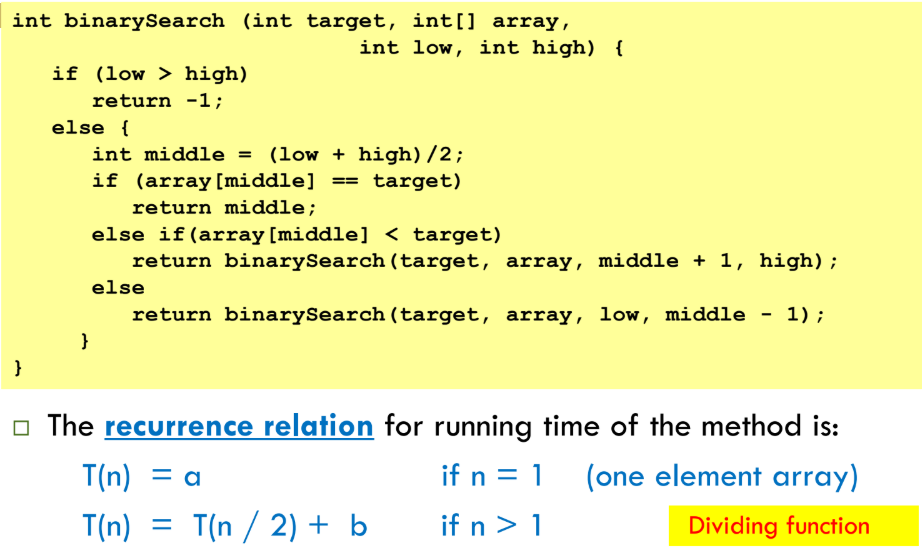 int binarySearch (int target, int[] array,
int low, int high) {
if (low > high)
return -1;
else {
int middle = (low + high)/2;
if (array[middle] == target)
return middle;
else if(array[middle] < target)
return binarySearch(target, array, middle + 1, high);
else
return binarySearch(target, array, low, middle - 1);
}
}
□ The recurrence relation for running time of the method is:
T(n) = a if n = 1 (one element array)
T(n) = T(n / 2) + b if n > 1 Dividing function